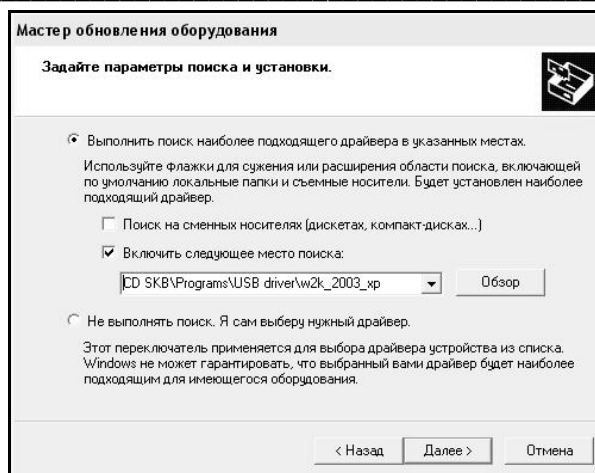 Мастер обновления оборудования
Задайте параметры поиска и установки.
Выполнить поиск наиболее подходящего драйвера в указанных местах.
Используйте флажки для сужения или расширения области поиска, включающей
по умолчанию локальные папки и съемные носители. Будет установлен наиболее
подходящий драйвер.
Поиск на сменных носителях (дискетах, компакт-дисках...)
Включить следующее место поиска:
CD SKB\Programs\USB driver\w2k_2003_xp
Обзор
Не выполнять поиск. Я сам выберу нужный драйвер.
Этот переключатель применяется для выбора драйвера устройства из списка.
Windows не может гарантировать, что выбранный вами драйвер будет наиболее
подходящим для имеющегося оборудования.
< Назад Далее > Отмена